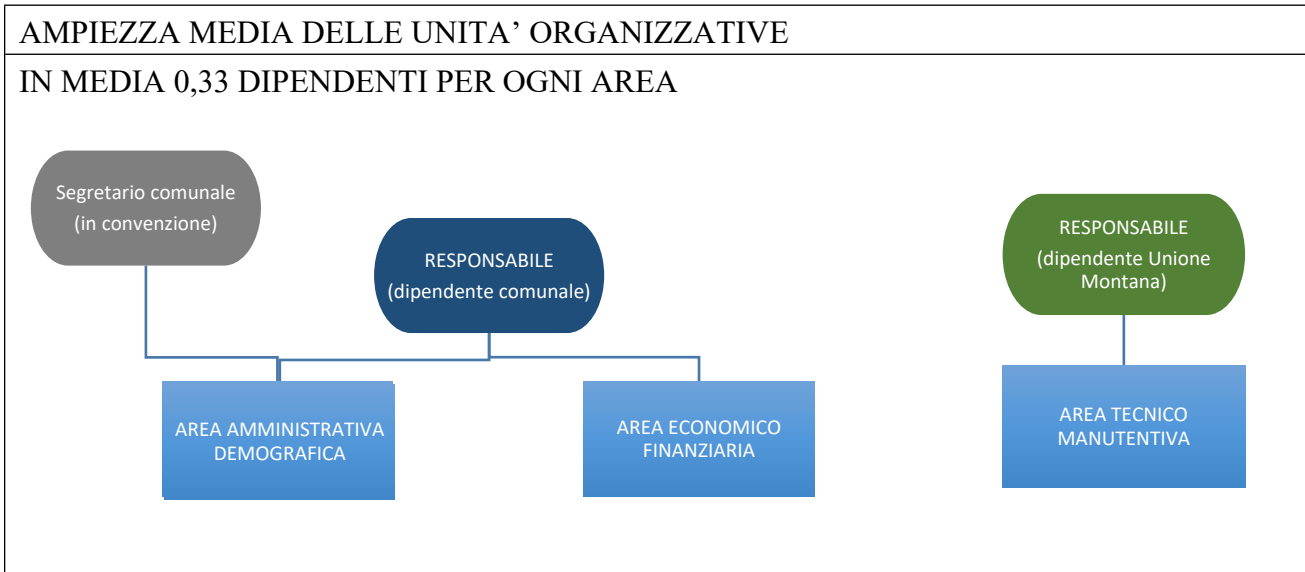 AMPIEZZA MEDIA DELLE UNITA’ ORGANIZZATIVE
IN MEDIA 0,33 DIPENDENTI PER OGNI AREA
Segretario comunale
(in convenzione)
RESPONSABILE
(dipendente comunale)
RESPONSABILE
(dipendente Unione
Montana)
AREA AMMINISTRATIVA
DEMOGRAFICA
AREA ECONOMICO
FINANZIARIA
AREA TECNICO
MANUTENTIVA